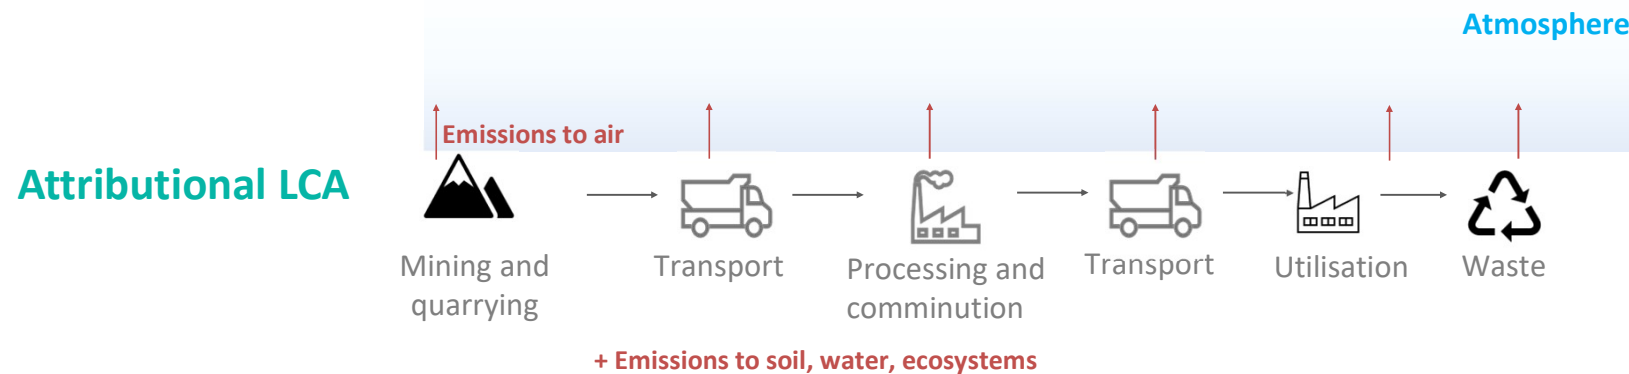 Atmosphere
Emissions to air
Attributional LCA
Mining and
quarrying
Transport
Processing and
comminution
Transport
Utilisation
Waste
+ Emissions to soil, water, ecosystems